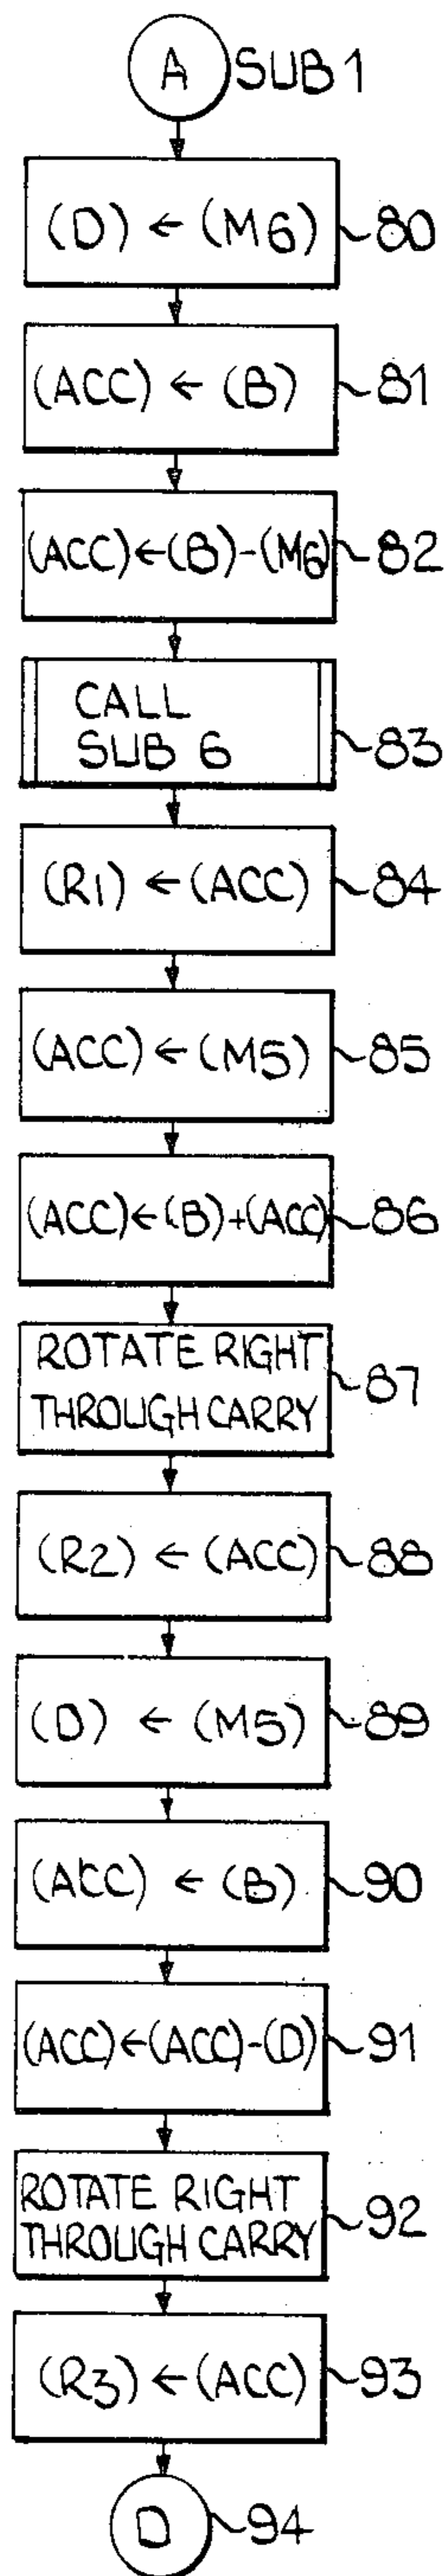 A SUB 1
(D) ← (M6) 80
(ACC) ← (B) 81
(ACC)←(B)-(M6) 82
CALL
SUB 6 83
(R1) ← (ACC) 84
(ACC) ← (M5) 85
(ACC)←(B)+(ACC) 86
ROTATE RIGHT
THROUGH CARRY 87
(R2) ← (ACC) 88
(D) ← (M5) 89
(ACC) ← (B) 90
(ACC)←(ACC)-(D) 91
ROTATE RIGHT
THROUGH CARRY 92
(R3) ← (ACC) 93
D 94